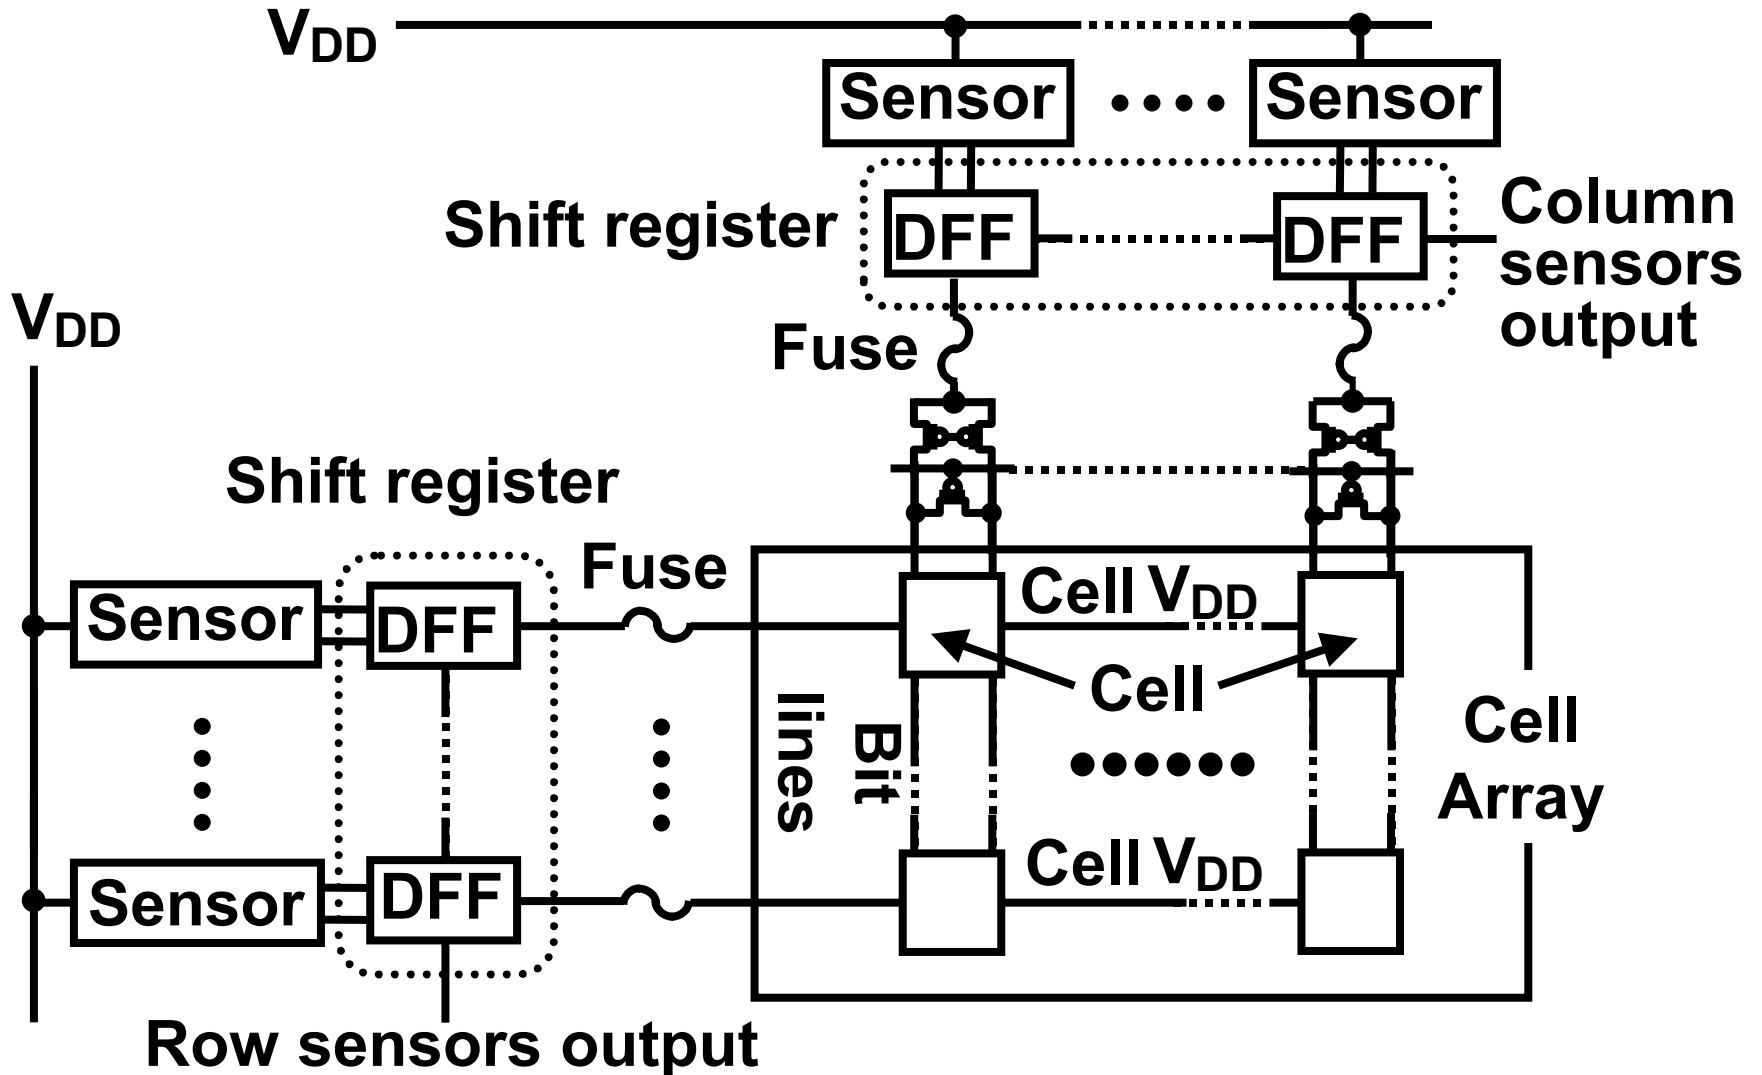 VDD
Sensor
Sensor
Shift register
DFF
DFF
Column
sensors
output
VDD
Fuse
Shift register
Fuse
Cell VDD
Sensor
DFF
Cell
Bit
lines
Cell
Array
Cell VDD
Sensor
DFF
Row sensors output